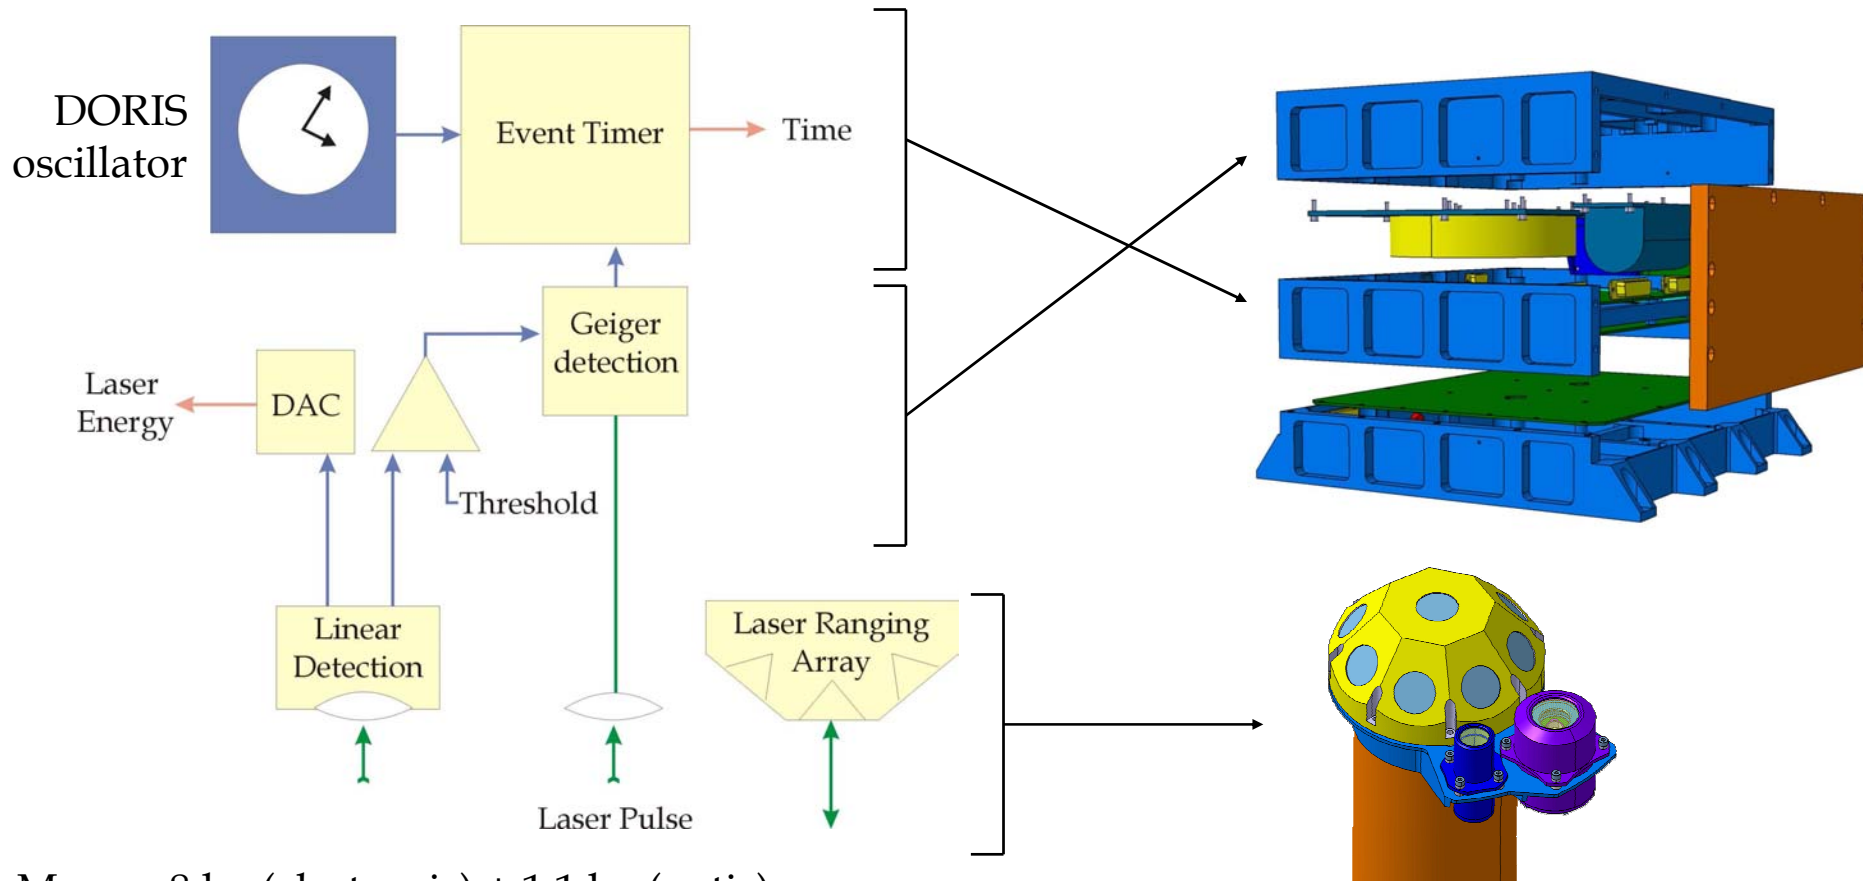 DORIS
oscillator
Event Timer
Time
Geiger
detection
Laser
Energy
DAC
Threshold
Linear
Detection
Laser Ranging
Array
Laser Pulse